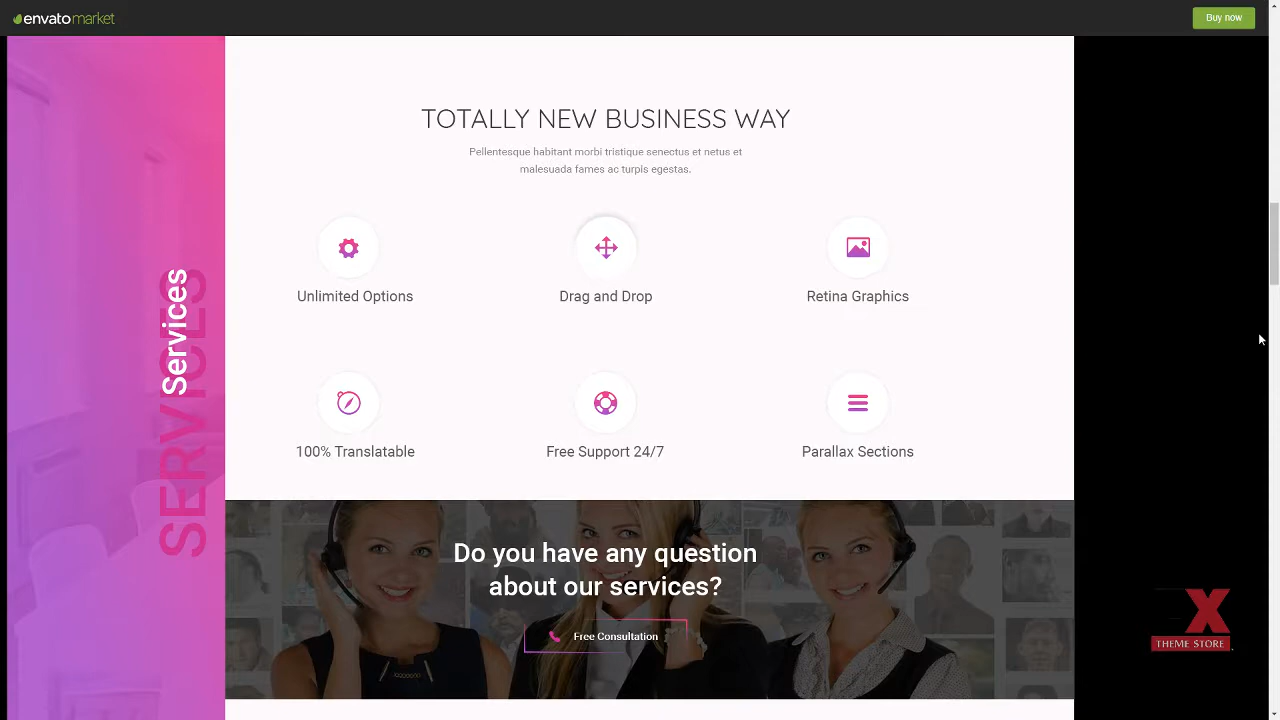 envatomarket
Buy now
TOTALLY NEW BUSINESS WAY
Pellentesque habitant morbi tristique senectus et netus et
malesuada fames ac turpis egestas.
Unlimited Options
Drag and Drop
Retina Graphics
SERVICES
Services
100% Translatable
Free Support 24/7
Parallax Sections
Do you have any question
about our services?
Free Consultation
X
THEME STORE